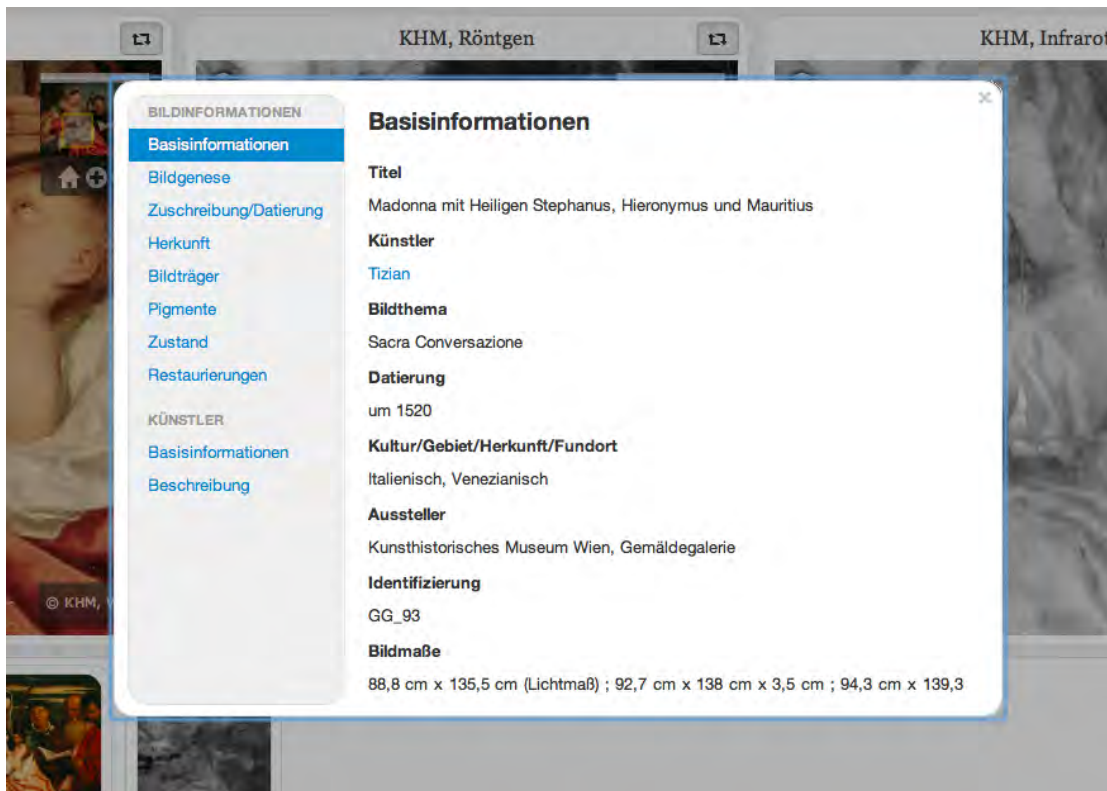 KHM, Röntgen
KHM, Infrarot
BILDINFORMATIONEN
Basisinformationen
Bildgenese
Zuschreibung/Datierung
Herkunft
Bildträger
Pigmente
Zustand
Restaurierungen
KÜNSTLER
Basisinformationen
Beschreibung
Basisinformationen
Titel
Madonna mit Heiligen Stephanus, Hieronymus und Mauritius
Künstler
Tizian
Bildthema
Sacra Conversazione
Datierung
um 1520
Kultur/Gebiet/Herkunft/Fundort
Italienisch, Venezianisch
Aussteller
Kunsthistorisches Museum Wien, Gemäldegalerie
Identifizierung
GG_93
Bildmaße
88,8 cm x 135,5 cm (Lichtmaß) ; 92,7 cm x 138 cm x 3,5 cm ; 94,3 cm x 139,3
© KHM,